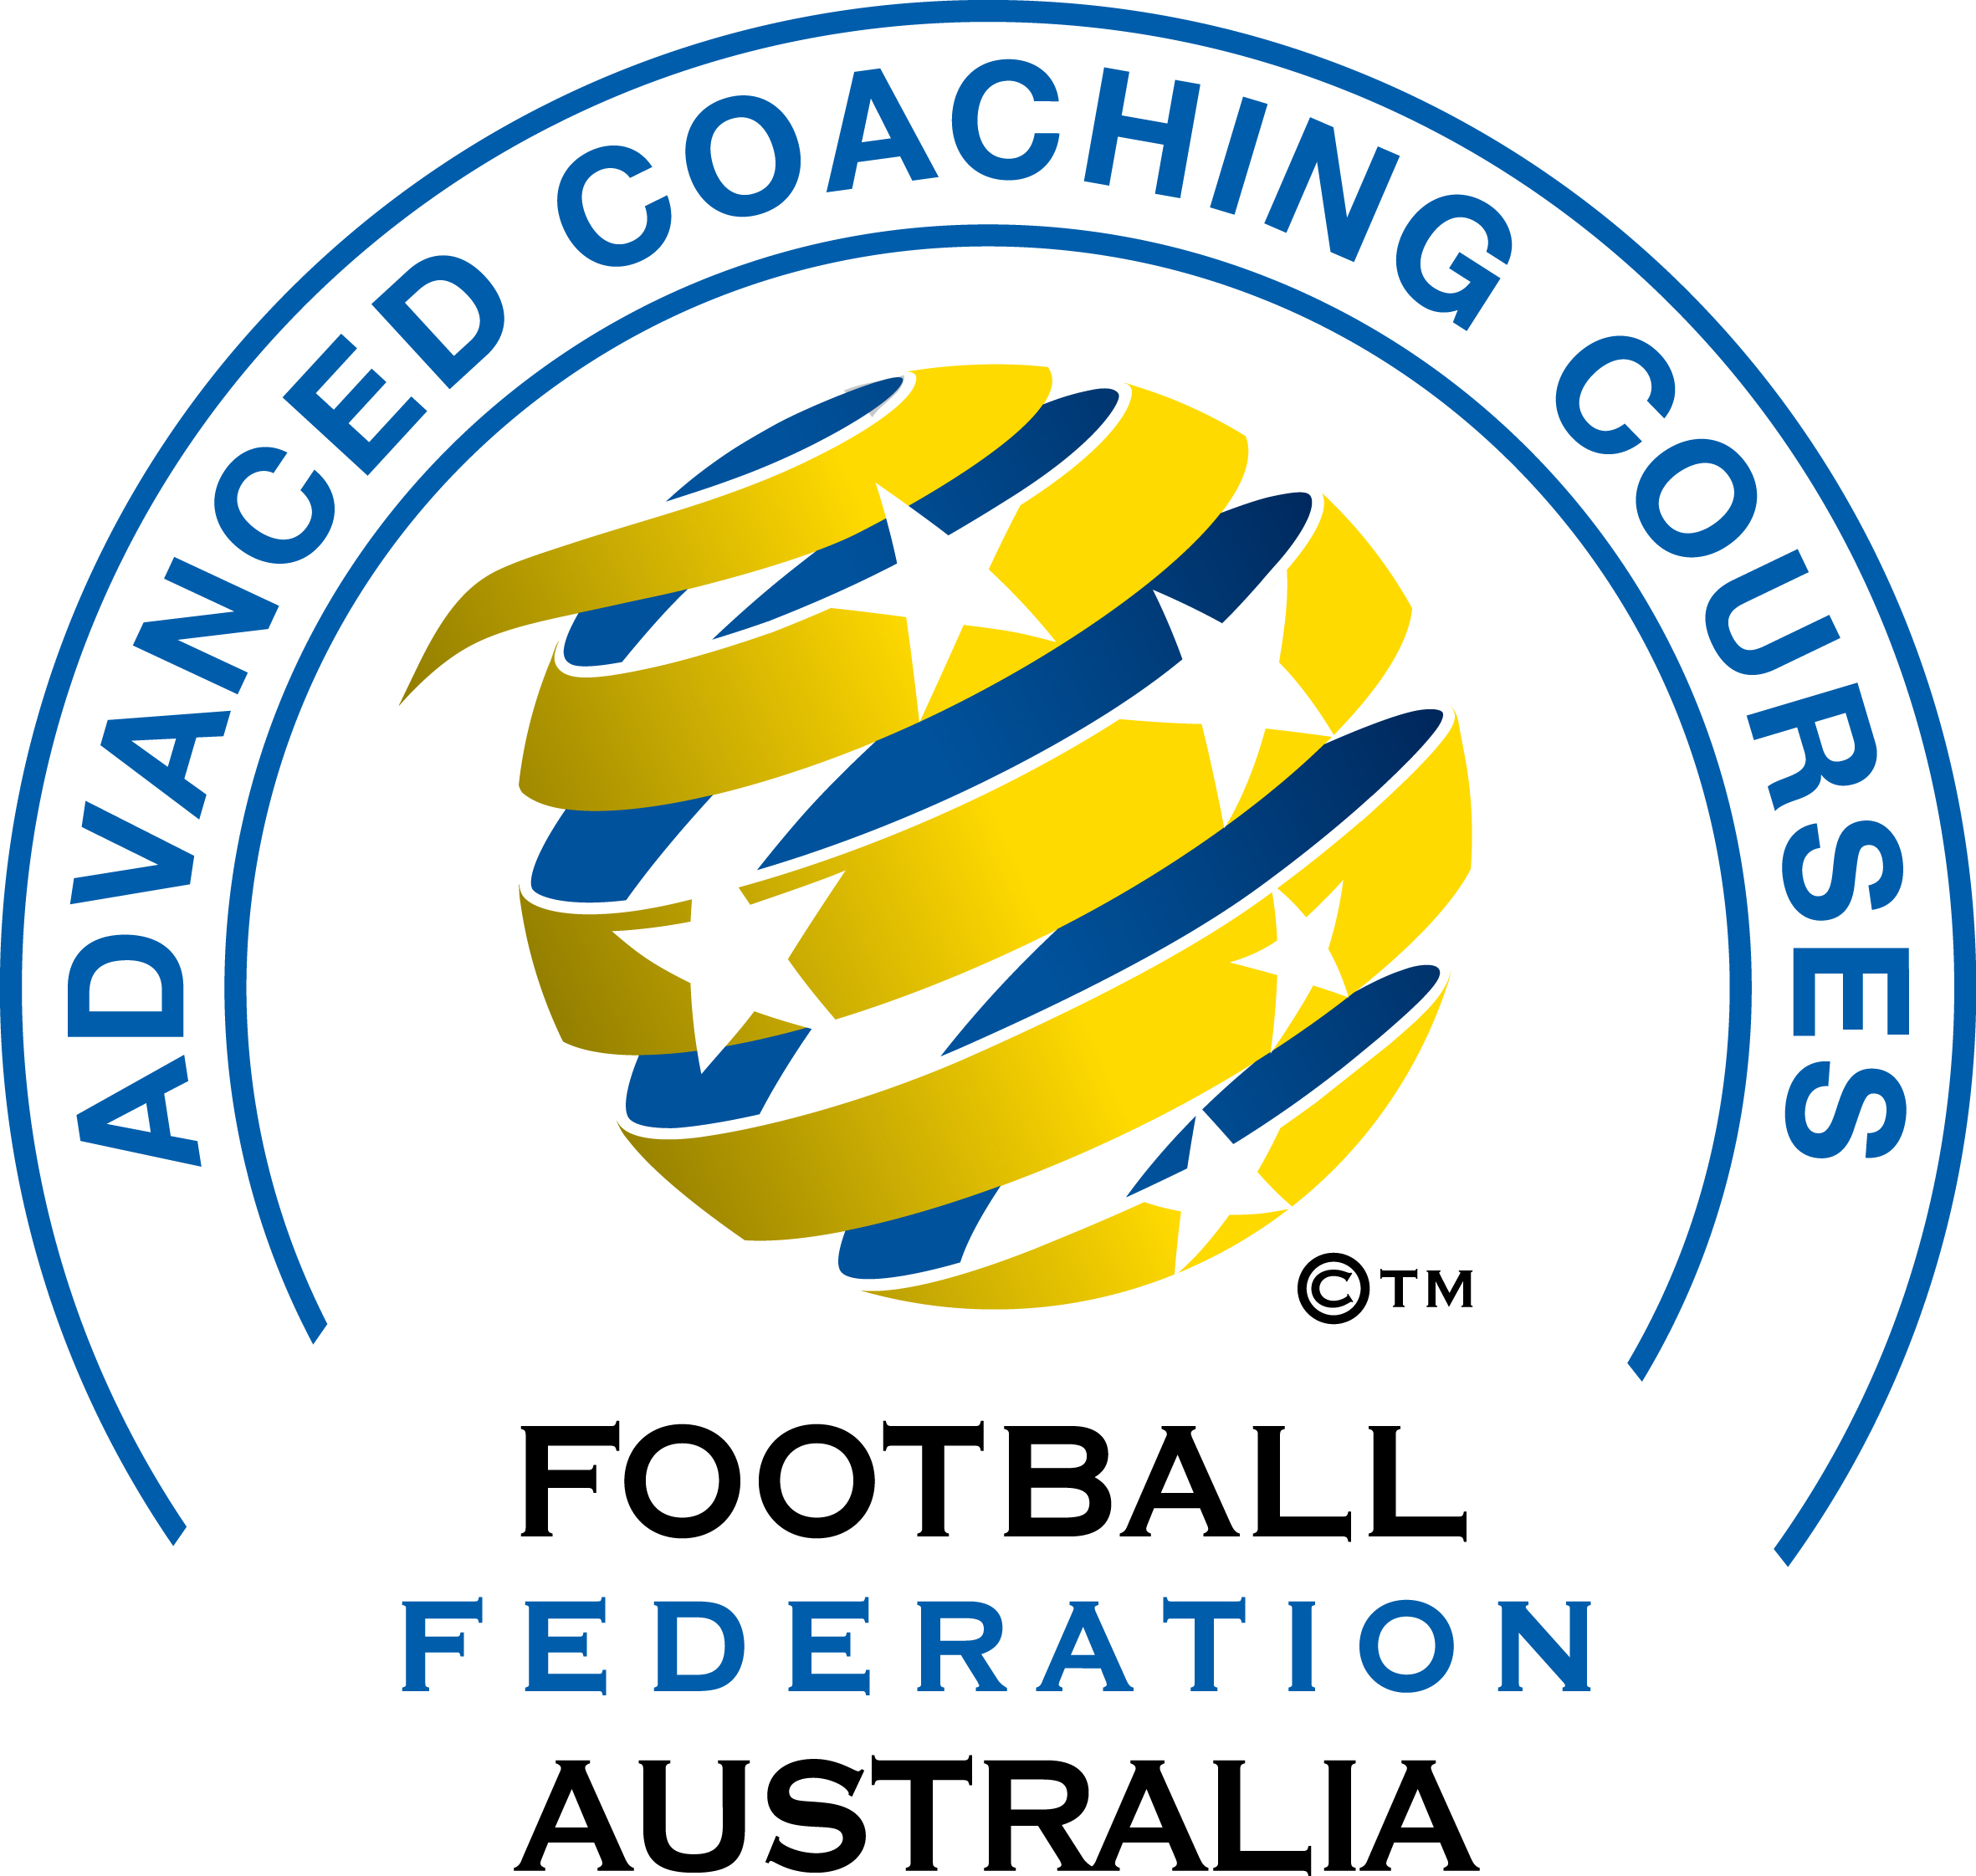 ADVANCED COACHING COURSES
©™
FOOTBALL
FEDERATION
AUSTRALIA